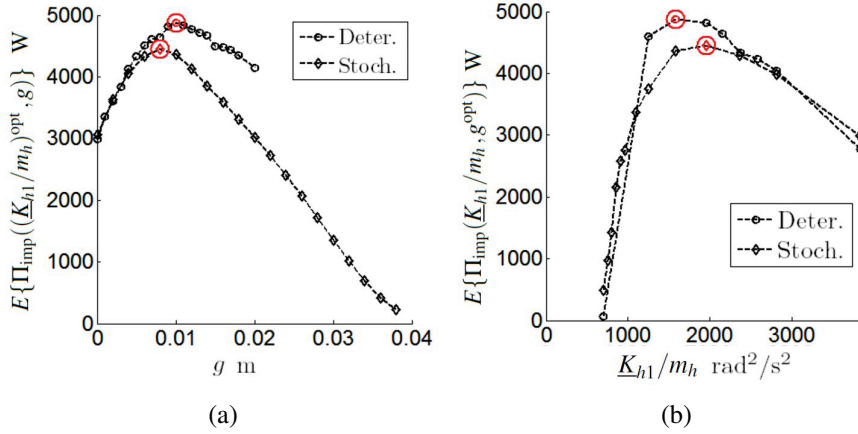 5000
4000
3000
2000
1000
0
E{Π_imp((K_h1/m_h)^opt, g)} W
Deter.
Stoch.
0 0.01 0.02 0.03 0.04
g m
(a)
5000
4000
3000
2000
1000
0
E{Π_imp(K_h1/m_h, g^opt)} W
Deter.
Stoch.
0 1000 2000 3000
K_h1/m_h rad²/s²
(b)